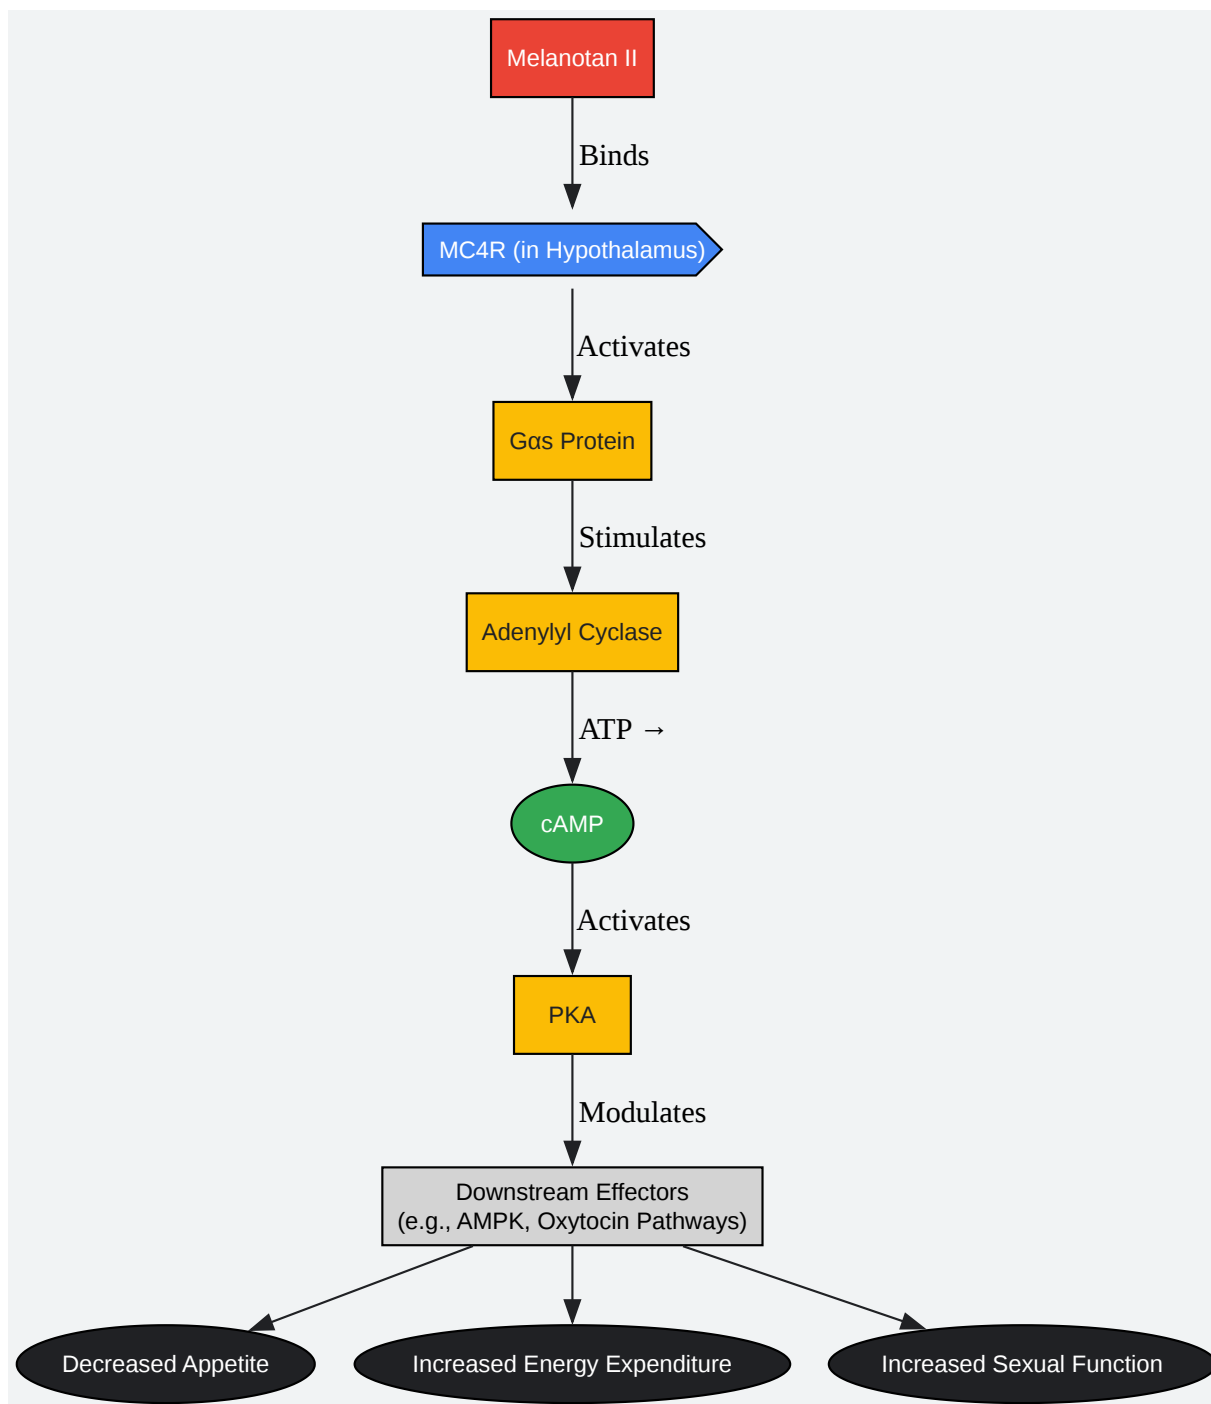 Melanotan II
Binds
MC4R (in Hypothalamus)
Activates
Gαs Protein
Stimulates
Adenylyl Cyclase
ATP →
cAMP
Activates
PKA
Modulates
Downstream Effectors
(e.g., AMPK, Oxytocin Pathways)
Decreased Appetite
Increased Energy Expenditure
Increased Sexual Function